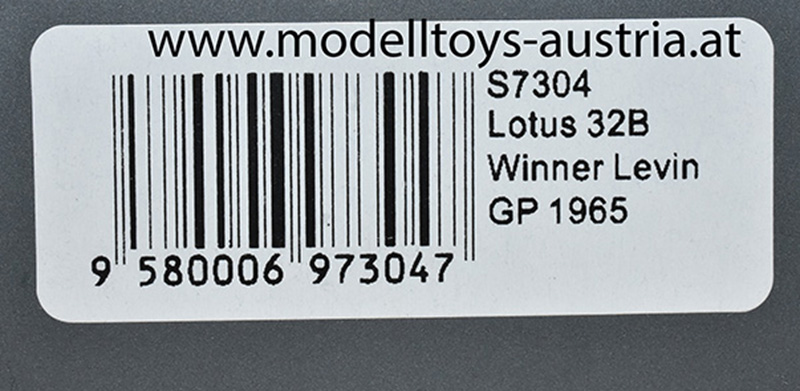 www.modelltoys-austria.at
S7304
Lotus 32B
Winner Levin
GP 1965
9 580006 973047